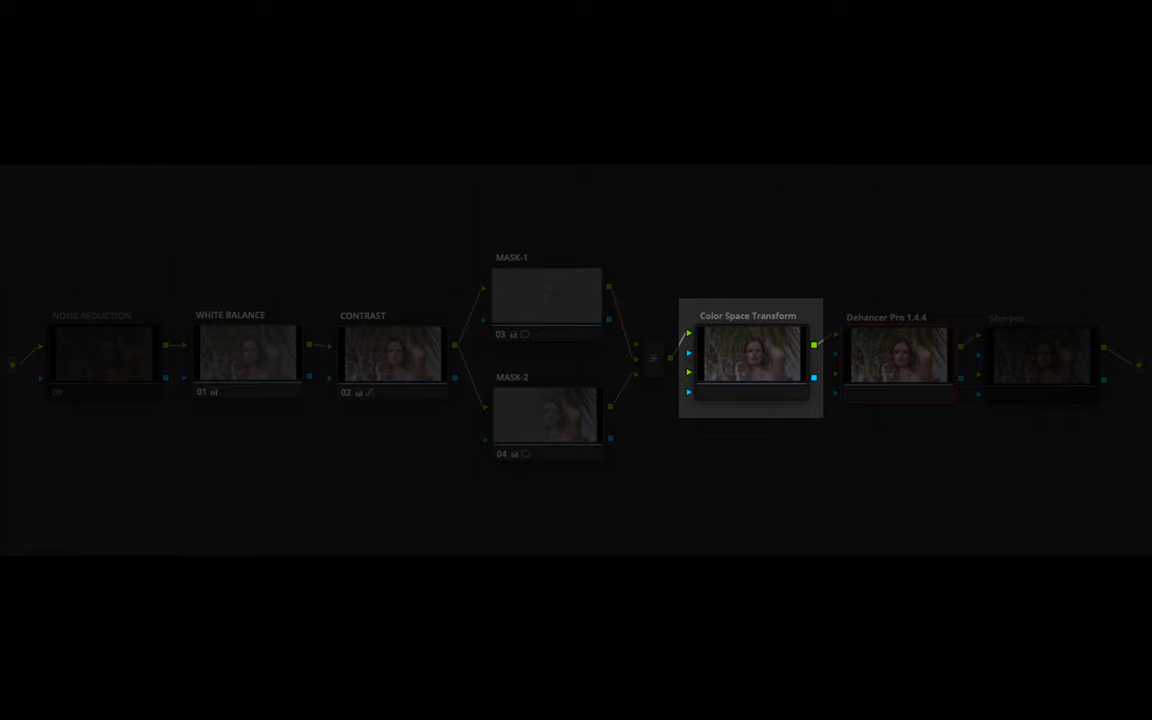 NOISE REDUCTION
09
WHITE BALANCE
01
CONTRAST
02
MASK-1
03
MASK-2
04
Color Space Transform
Dehancer Pro 1.4.4
Sharpen